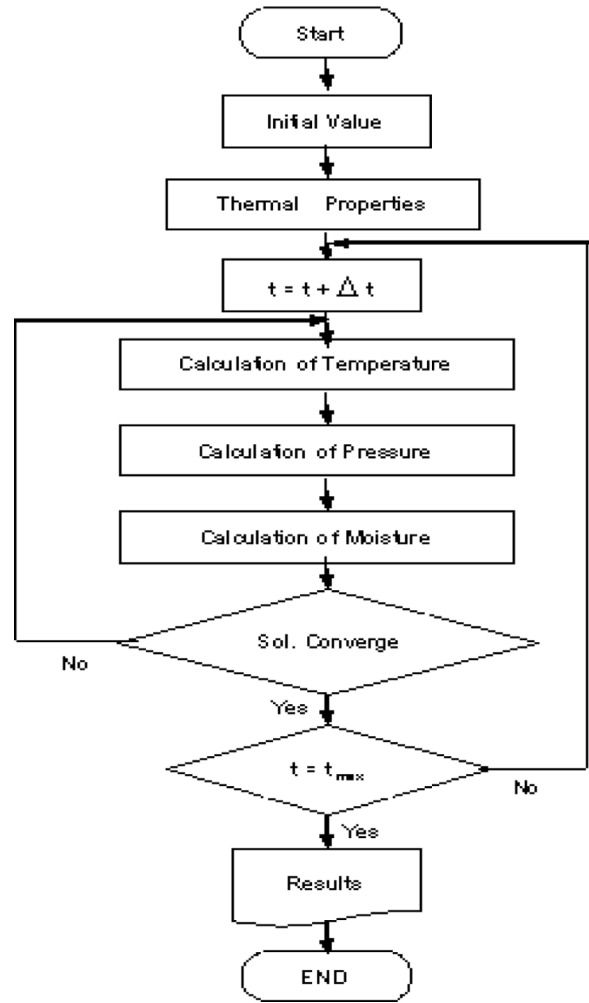 Start
Initial Value
Thermal Properties
t = t + Δ t
Calculation of Temperature
Calculation of Pressure
Calculation of Moisture
Sol. Converge
No
Yes
t = tmax
No
Yes
Results
END